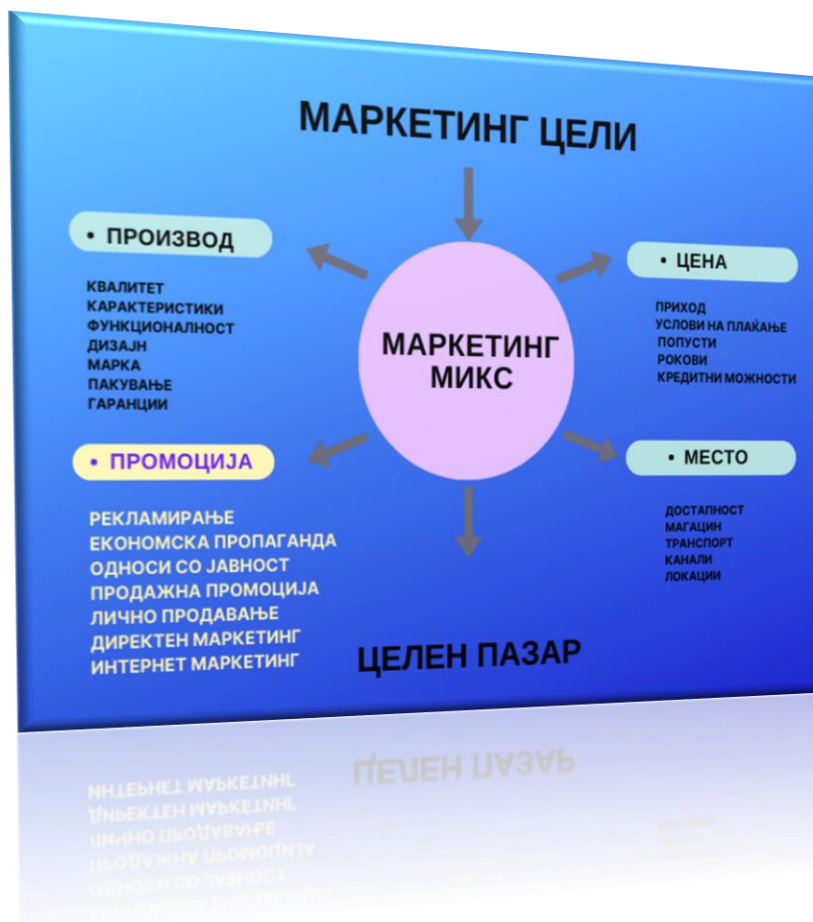 МАРКЕТИНГ ЦЕЛИ
• ПРОИЗВОД
КВАЛИТЕТ
КАРАКТЕРИСТИКИ
ФУНКЦИОНАЛНОСТ
ДИЗАЈН
МАРКА
ПАКУВАЊЕ
ГАРАНЦИИ
• ЦЕНА
ПРИХОД
УСЛОВИ НА ПЛАЌАЊЕ
ПОПУСТИ
РОКОВИ
КРЕДИТНИ МОЖНОСТИ
МАРКЕТИНГ
МИКС
• ПРОМОЦИЈА
РЕКЛАМИРАЊЕ
ЕКОНОМСКА ПРОПАГАНДА
ОДНОСИ СО ЈАВНОСТ
ПРОДАЖНА ПРОМОЦИЈА
ЛИЧНО ПРОДАВАЊЕ
ДИРЕКТЕН МАРКЕТИНГ
ИНТЕРНЕТ МАРКЕТИНГ
• МЕСТО
ДОСТАПНОСТ
МАГАЦИН
ТРАНСПОРТ
КАНАЛИ
ЛОКАЦИИ
ЦЕЛЕН ПАЗАР